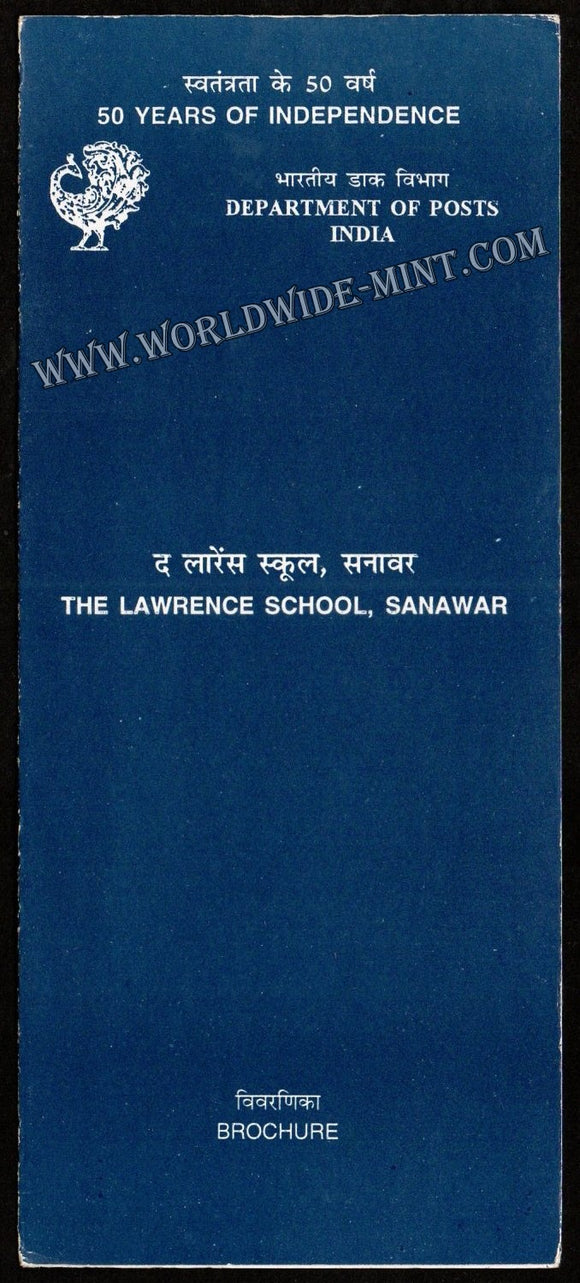 स्वतंत्रता के 50 वर्ष
50 YEARS OF INDEPENDENCE
भारतीय डाक विभाग
DEPARTMENT OF POSTS
INDIA
WWW.WORLDWIDE-MINT.COM
द लारेंस स्कूल, सनावर
THE LAWRENCE SCHOOL, SANAWAR
विवरणिका
BROCHURE